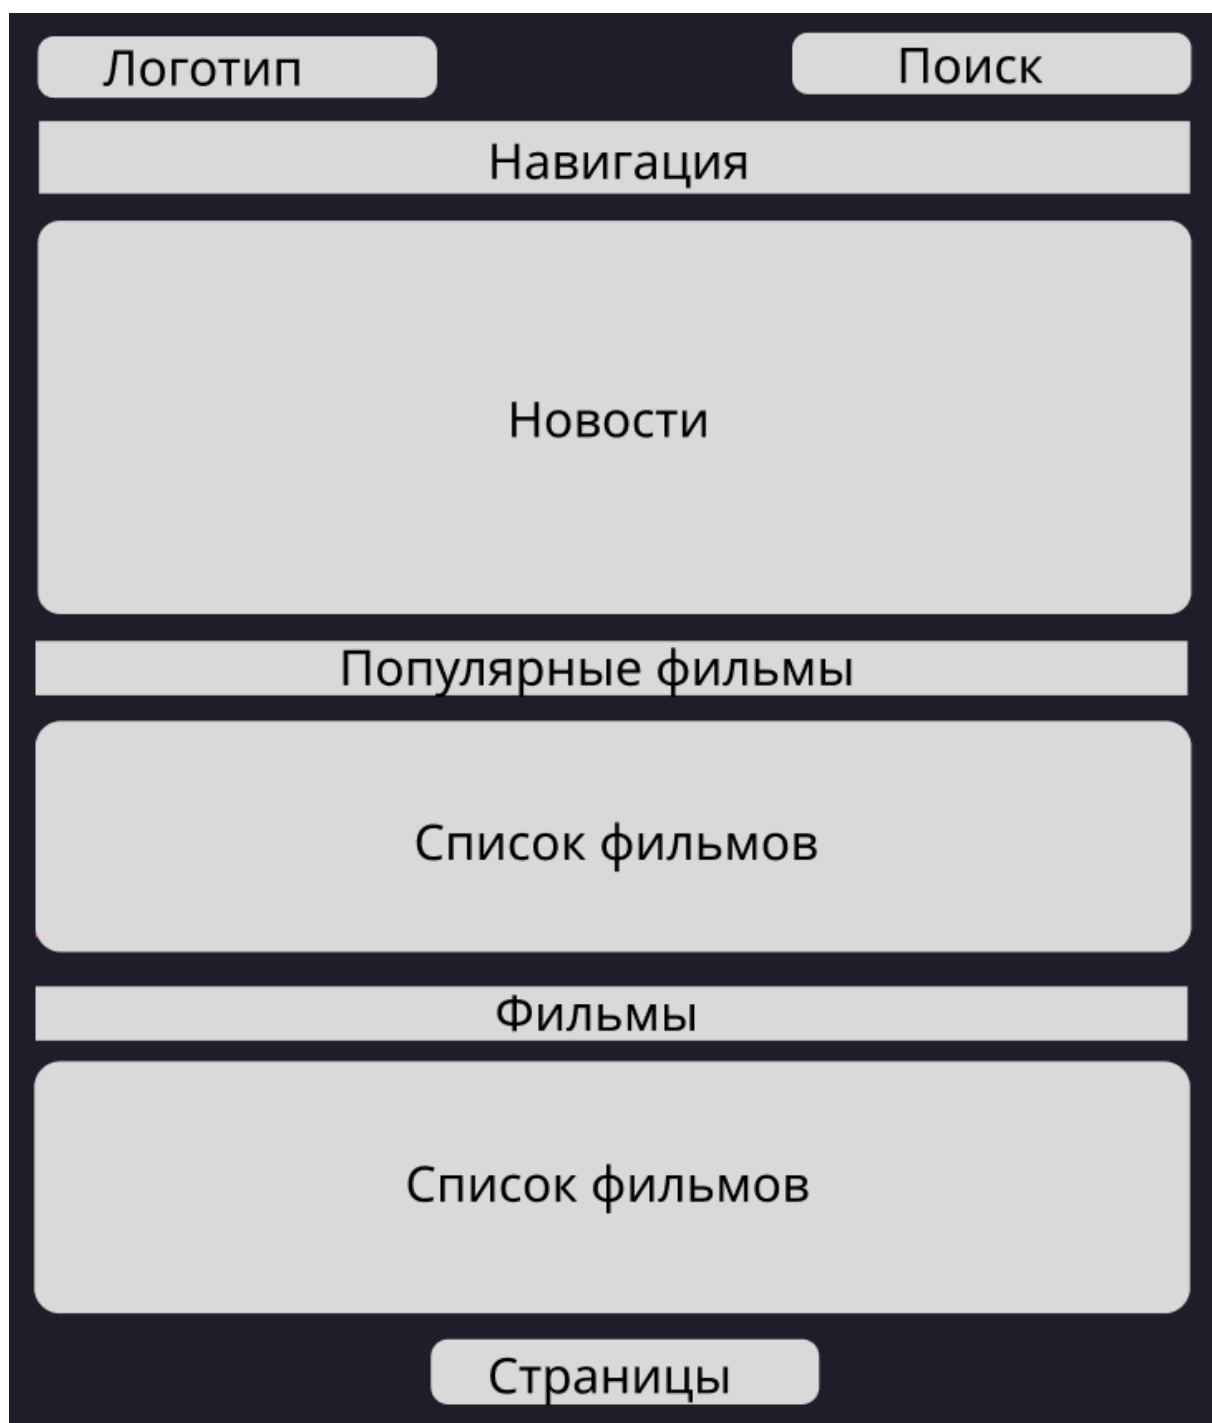 Логотип
Поиск
Навигация
Новости
Популярные фильмы
Список фильмов
Фильмы
Список фильмов
Страницы